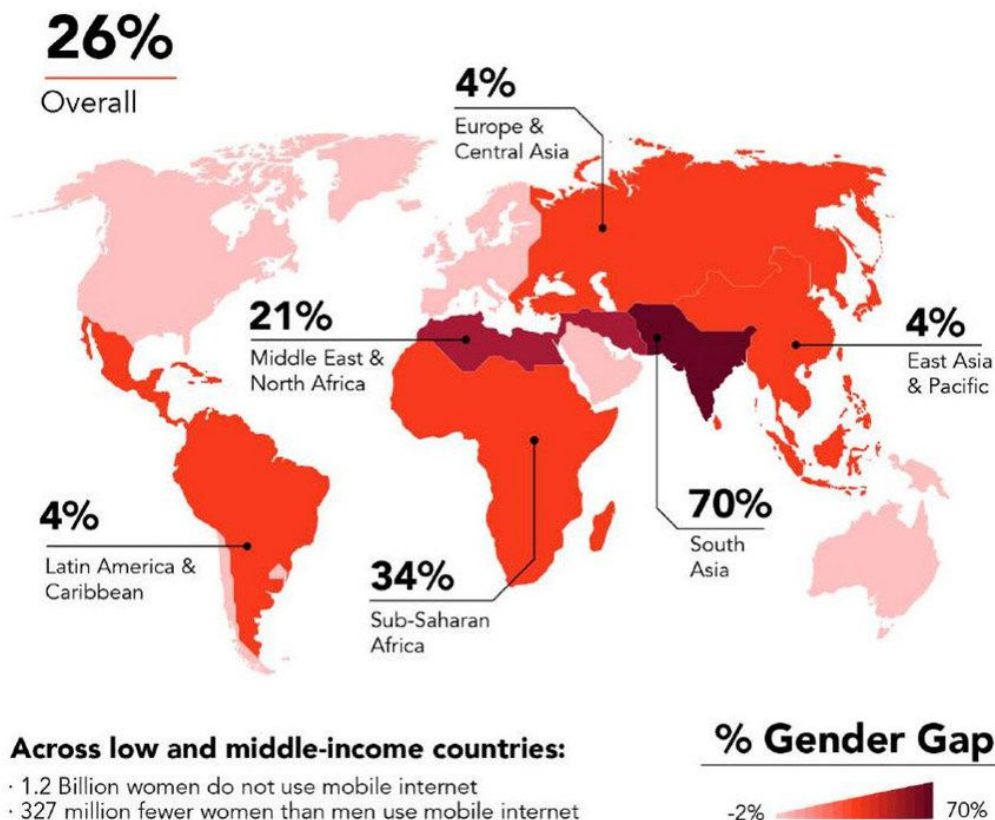 26%
Overall
4%
Europe &
Central Asia
21%
Middle East &
North Africa
4%
East Asia
& Pacific
4%
Latin America &
Caribbean
34%
Sub-Saharan
Africa
70%
South
Asia
Across low and middle-income countries:
· 1.2 Billion women do not use mobile internet
· 327 million fewer women than men use mobile internet
% Gender Gap
-2%
70%